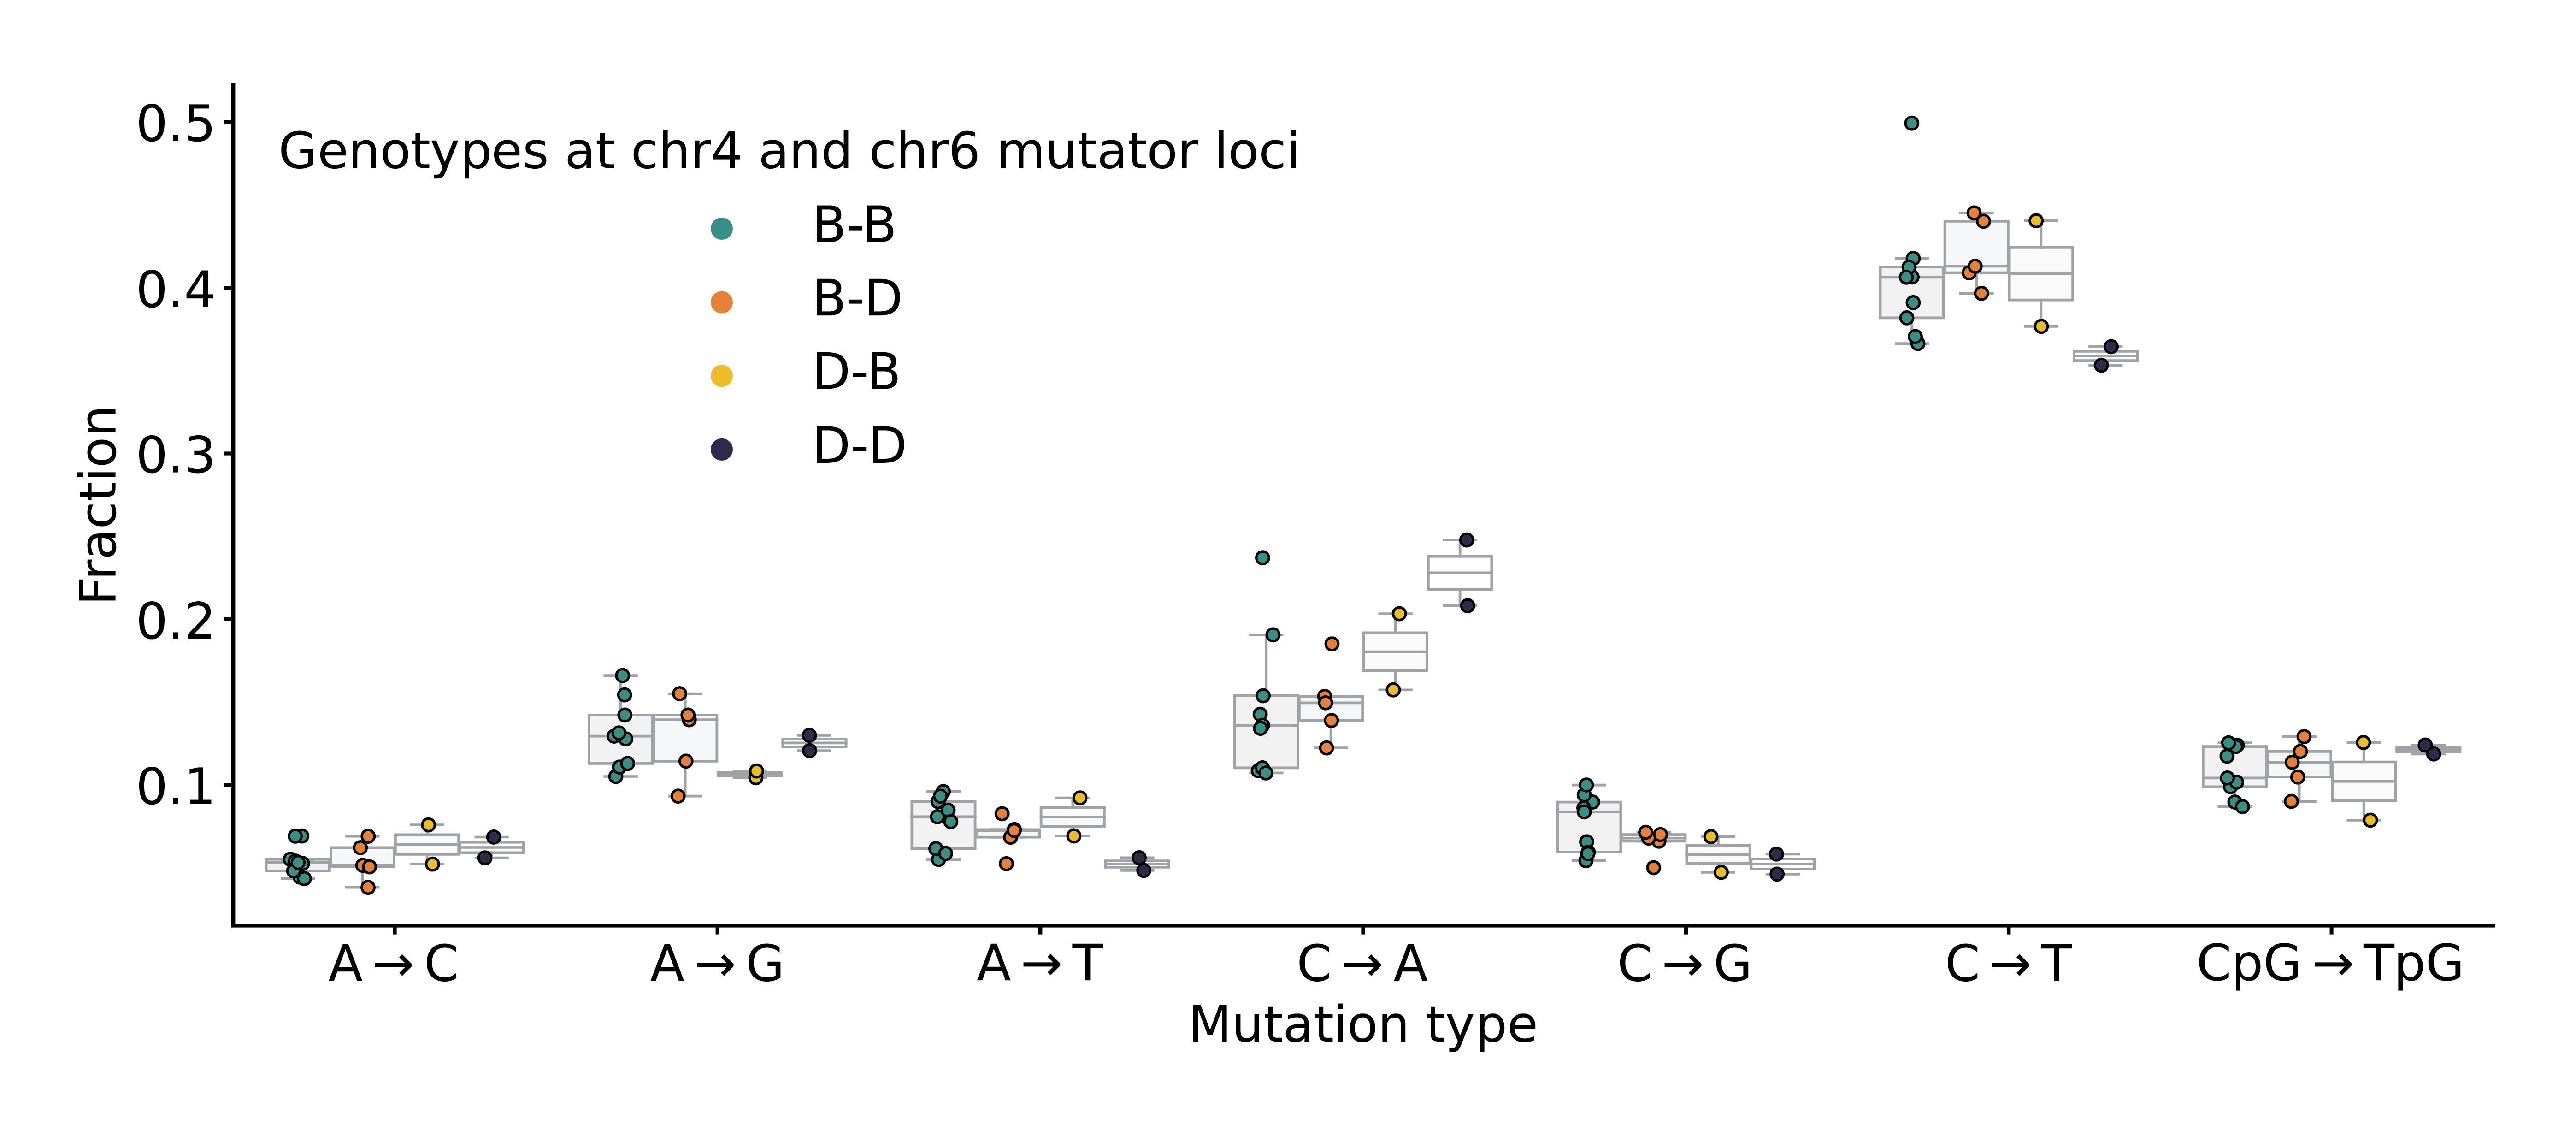 Genotypes at chr4 and chr6 mutator loci
B-B
B-D
D-B
D-D
Fraction
0.5
0.4
0.3
0.2
0.1
A→C
A→G
A→T
C→A
C→G
C→T
CpG→TpG
Mutation type